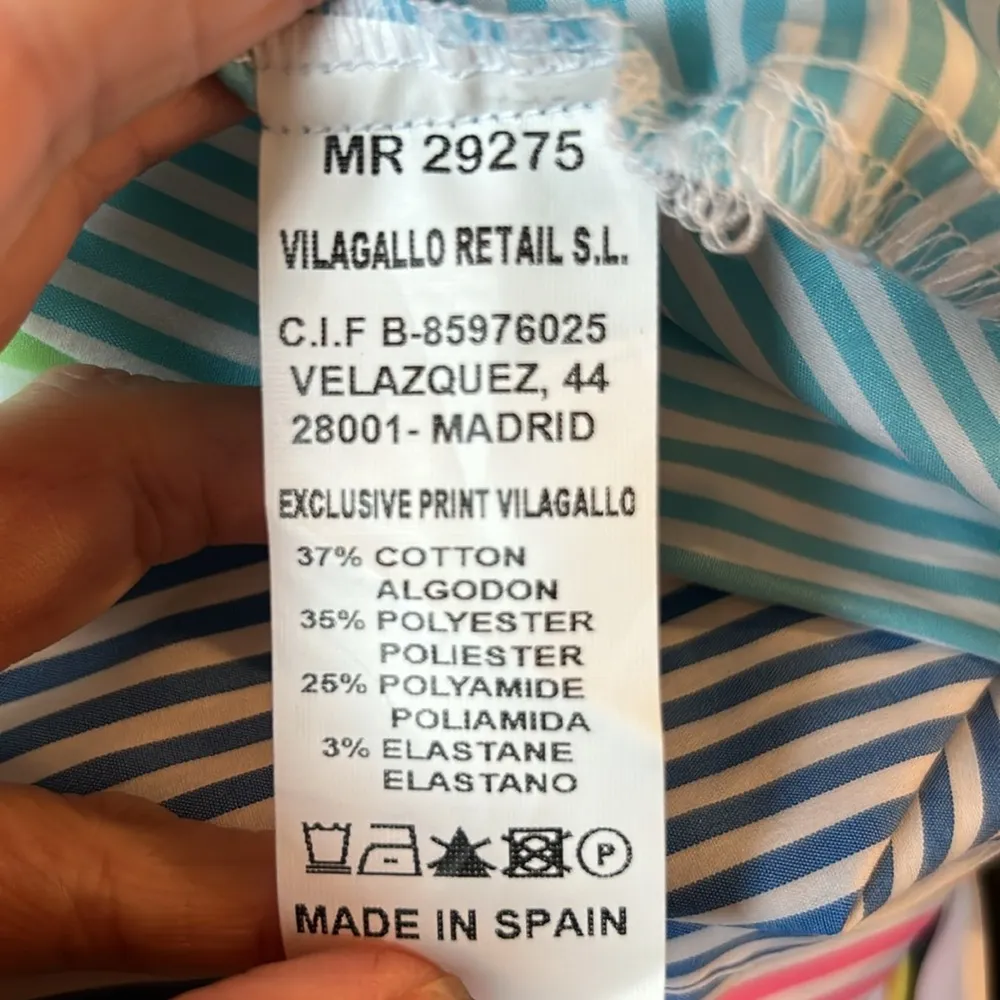 MR 29275
VILAGALLO RETAIL S.L.
C.I.F B-85976025
VELAZQUEZ, 44
28001- MADRID
EXCLUSIVE PRINT VILAGALLO
37% COTTON
ALGODON
35% POLYESTER
POLIESTER
25% POLYAMIDE
POLIAMIDA
3% ELASTANE
ELASTANO
P
MADE IN SPAIN